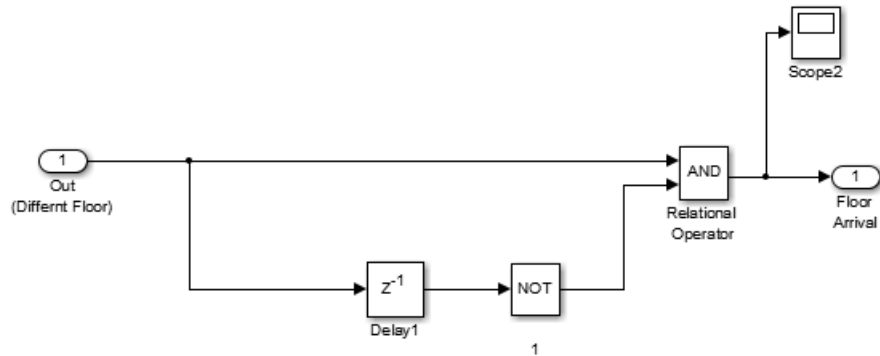 Scope2
1
Out
(Differnt Floor)
AND
Relational
Operator
1
Floor
Arrival
Z-1
Delay1
NOT
1